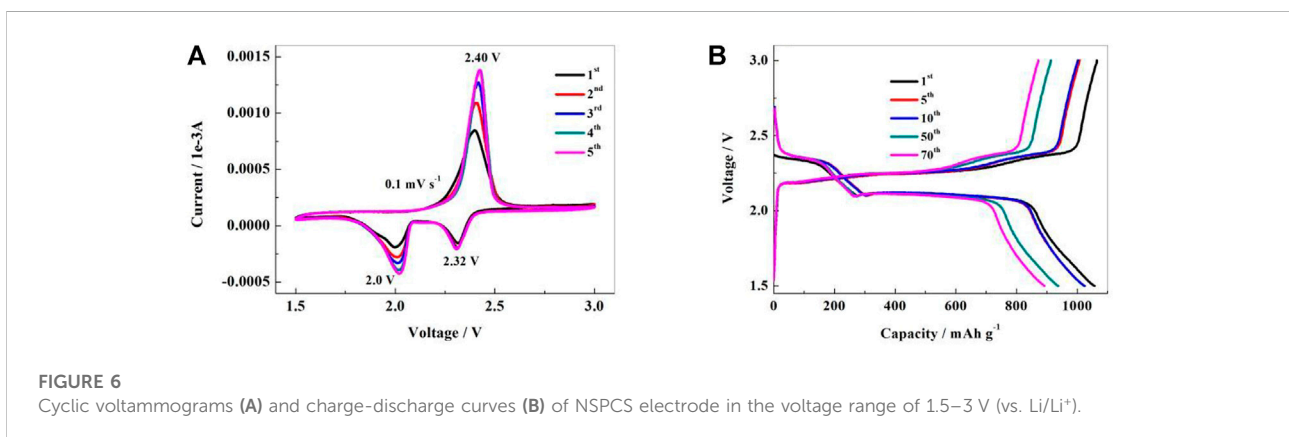 A
0.0015
0.0010
0.0005
0.0000
-0.0005
Current / 1e-3A
2.40 V
1st
2nd
3rd
4th
5th
0.1 mV s-1
2.0 V
2.32 V
1.5
2.0
2.5
3.0
Voltage / V
B
3.0
2.5
2.0
1.5
Voltage / V
1st
5th
10th
50th
70th
0
200
400
600
800
1000
Capacity / mAh g-1
FIGURE 6
Cyclic voltammograms (A) and charge-discharge curves (B) of NSPCS electrode in the voltage range of 1.5–3 V (vs. Li/Li+).